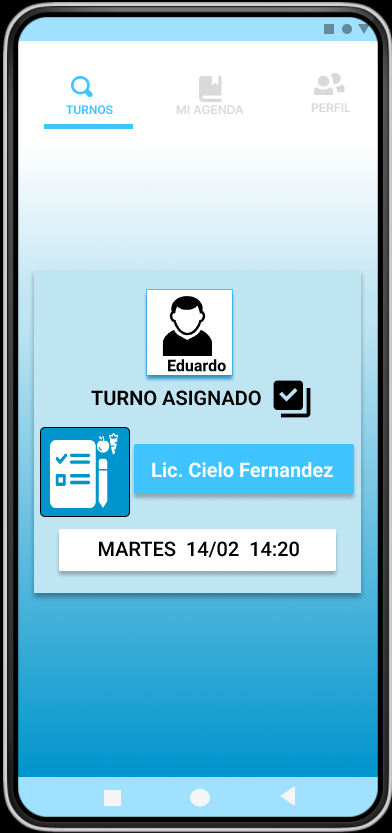 TURNOS
MI AGENDA
PERFIL
Eduardo
TURNO ASIGNADO
Lic. Cielo Fernandez
MARTES 14/02 14:20